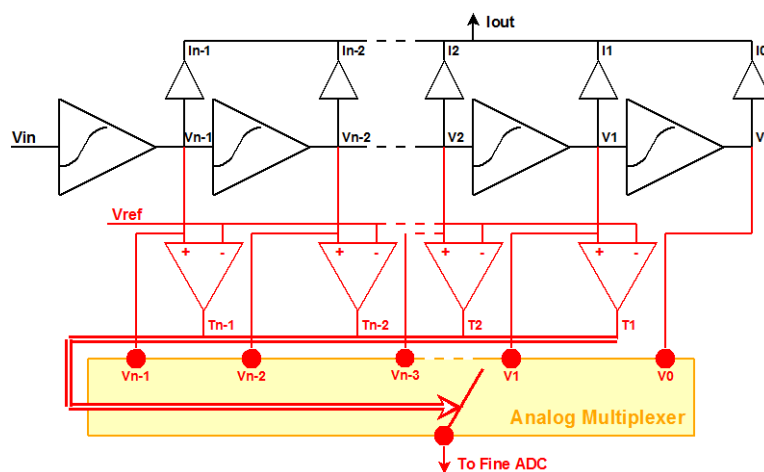 Iout
In-1 In-2 I2 I1 I0
Vin Vn-1 Vn-2 V2 V1 V
Vref
+ - + - + - + -
Tn-1 Tn-2 T2 T1
Vn-1 Vn-2 Vn-3 V1 V0
Analog Multiplexer
To Fine ADC